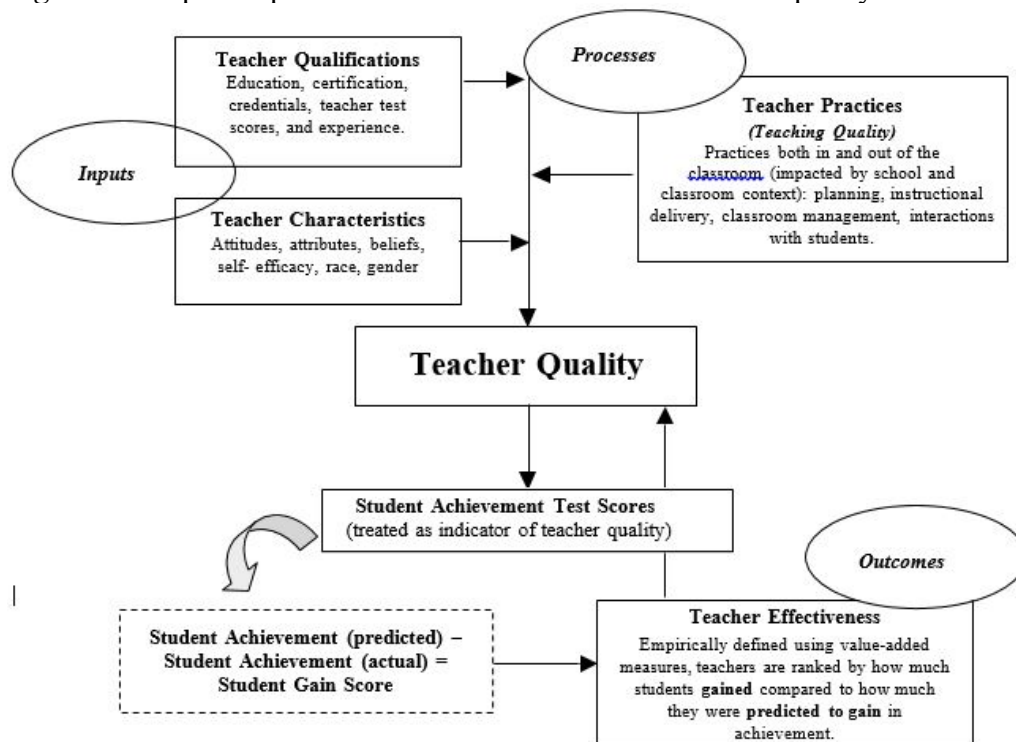 Teacher Qualifications
Education, certification,
credentials, teacher test
scores, and experience.
Processes
Teacher Practices
(Teaching Quality)
Practices both in and out of the
classroom (impacted by school and
classroom context): planning, instructional
delivery, classroom management, interactions
with students.
Inputs
Teacher Characteristics
Attitudes, attributes, beliefs,
self- efficacy, race, gender
Teacher Quality
Student Achievement Test Scores
(treated as indicator of teacher quality)
Outcomes
Student Achievement (predicted) –
Student Achievement (actual) =
Student Gain Score
Teacher Effectiveness
Empirically defined using value-added
measures, teachers are ranked by how much
students gained compared to how much
they were predicted to gain in
achievement.